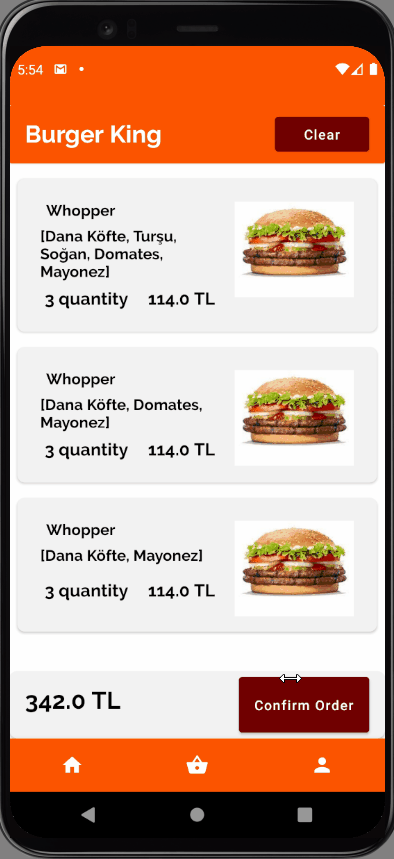 5:54
Burger King
Clear
Whopper
[Dana Köfte, Turşu,
Soğan, Domates,
Mayonez]
3 quantity 114.0 TL
Whopper
[Dana Köfte, Domates,
Mayonez]
3 quantity 114.0 TL
Whopper
[Dana Köfte, Mayonez]
3 quantity 114.0 TL
342.0 TL
Confirm Order